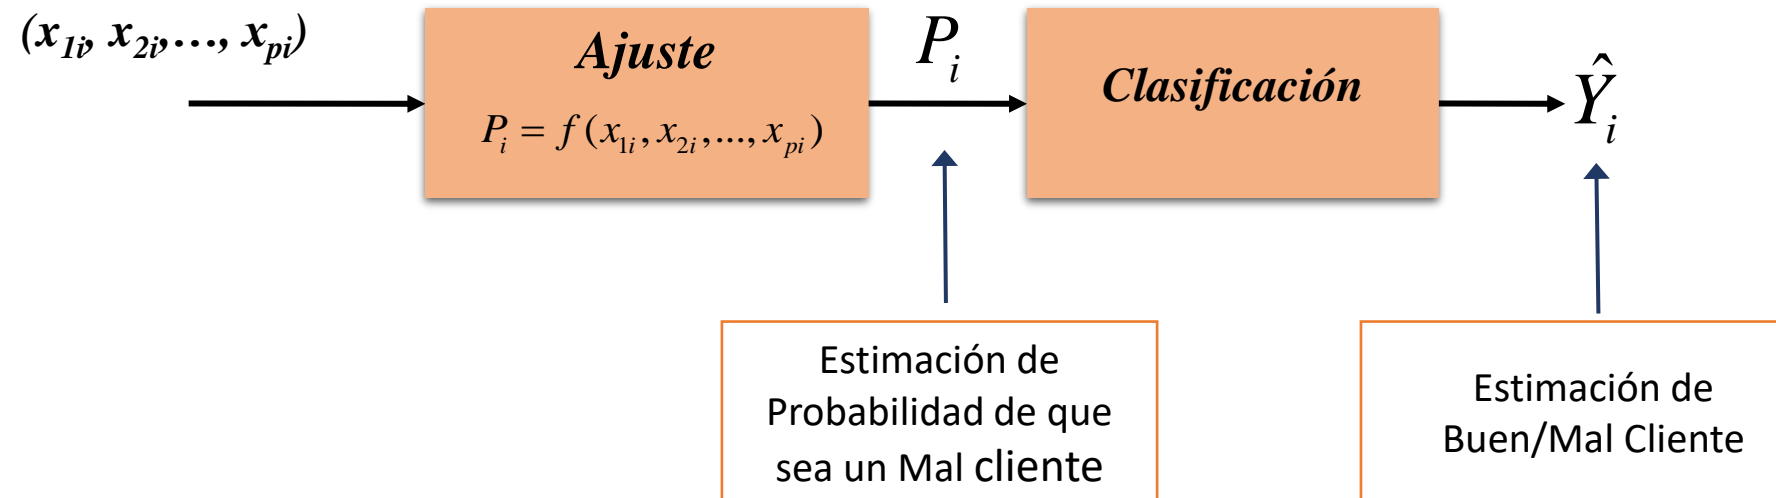 (x₁ᵢ, x₂ᵢ,…, xₚᵢ)
Ajuste
Pᵢ = f(x₁ᵢ, x₂ᵢ,..., xₚᵢ)
Pᵢ
Clasificación
Ŷᵢ
Estimación de
Probabilidad de que
sea un Mal cliente
Estimación de
Buen/Mal Cliente